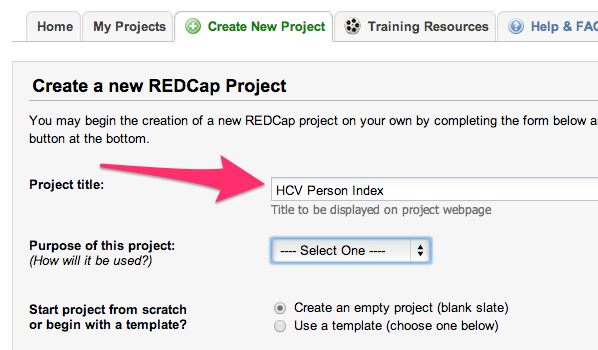 Home My Projects Create New Project Training Resources Help & FAQ
Create a new REDCap Project
You may begin the creation of a new REDCap project on your own by completing the form below a
button at the bottom.
Project title: HCV Person Index
Title to be displayed on project webpage
Purpose of this project: ---- Select One ----
(How will it be used?)
Start project from scratch Create an empty project (blank slate)
or begin with a template? Use a template (choose one below)